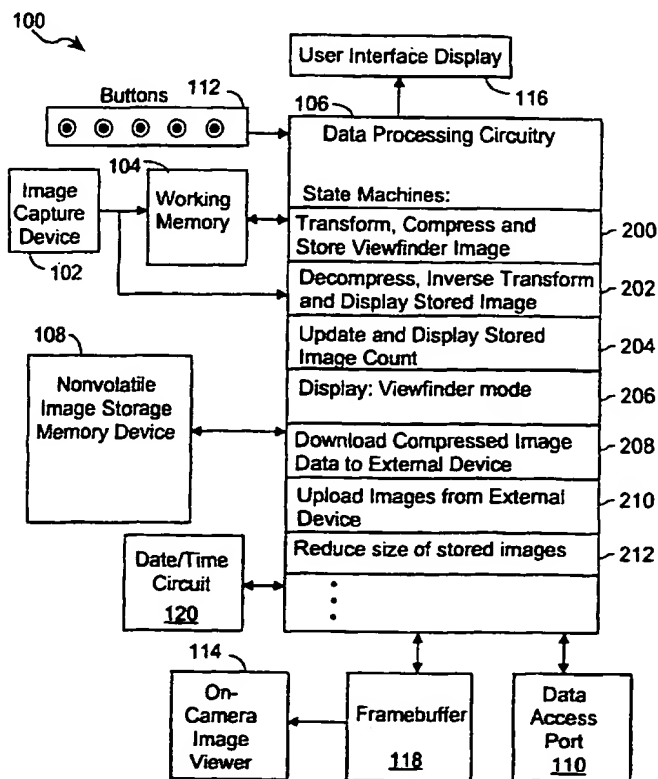 100
User Interface Display
116
Buttons
112
106
Data Processing Circuitry
104
Image
Capture
Device
102
Working
Memory
State Machines:
Transform, Compress and
Store Viewfinder Image
200
Decompress, Inverse Transform
and Display Stored Image
202
Update and Display Stored
Image Count
204
108
Nonvolatile
Image Storage
Memory Device
Display: Viewfinder mode
206
Download Compressed Image
Data to External Device
208
Upload Images from External
Device
210
Reduce size of stored images
212
Date/Time
Circuit
120
114
On-
Camera
Image
Viewer
Framebuffer
118
Data
Access
Port
110